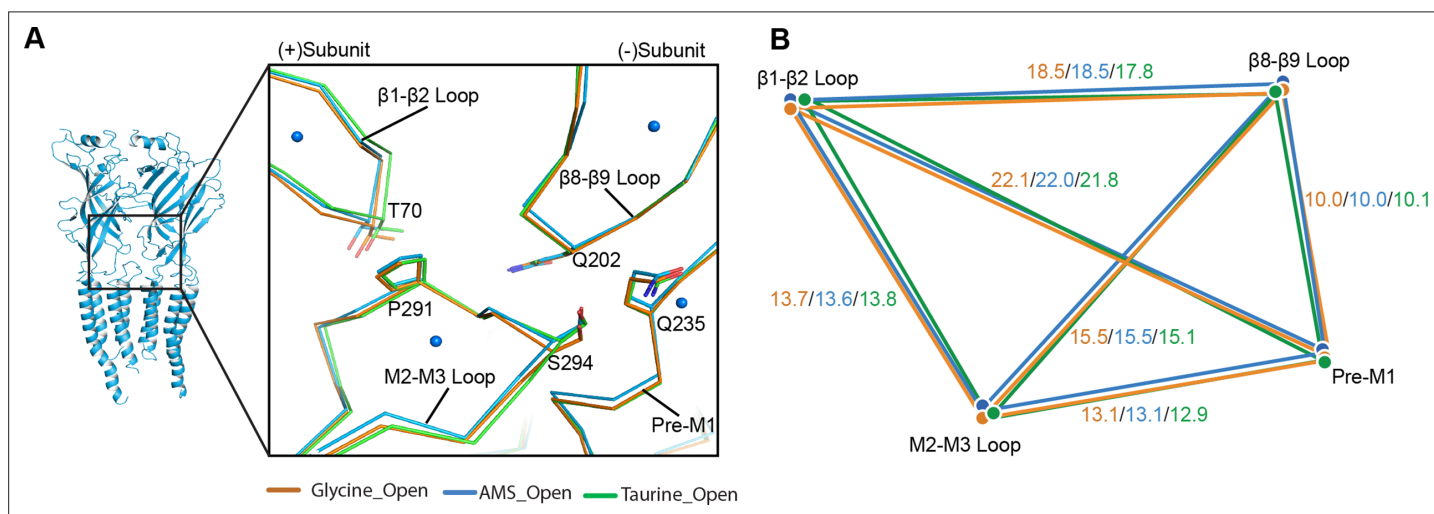 A
(+)Subunit
(-)Subunit
β1-β2 Loop
β8-β9 Loop
T70
Q202
P291
Q235
S294
M2-M3 Loop
Pre-M1
Glycine_Open
AMS_Open
Taurine_Open
B
β1-β2 Loop
β8-β9 Loop
18.5/18.5/17.8
22.1/22.0/21.8
10.0/10.0/10.1
13.7/13.6/13.8
15.5/15.5/15.1
Pre-M1
13.1/13.1/12.9
M2-M3 Loop